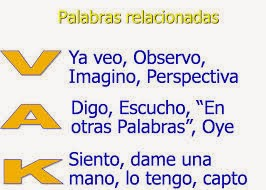 Palabras relacionadas
V
Ya veo, Observo,
Imagino, Perspectiva
A
Digo, Escucho, “En
otras Palabras”, Oye
K
Siento, dame una
mano, lo tengo, capto